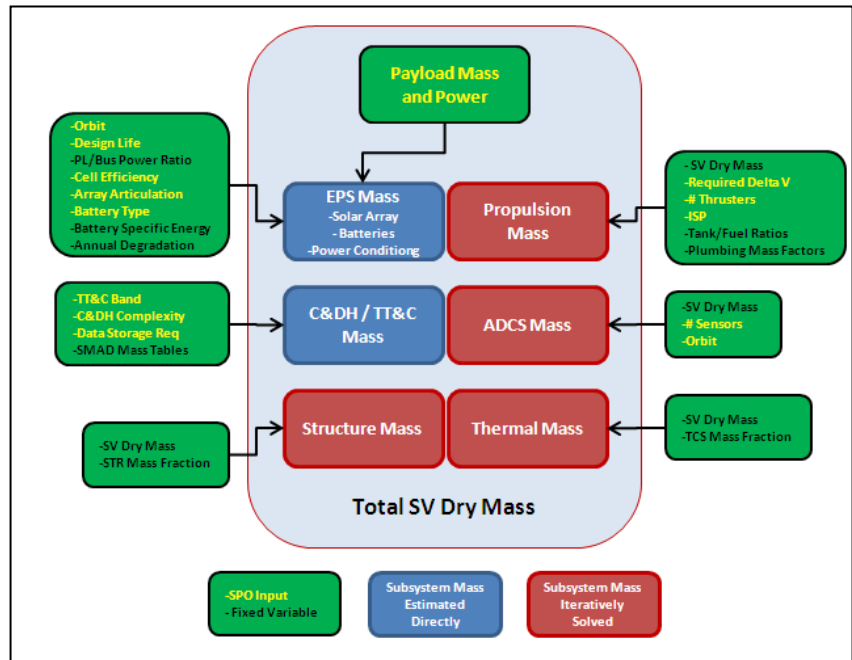 Payload Mass
and Power
-Orbit
-Design Life
-PL/Bus Power Ratio
-Cell Efficiency
-Array Articulation
-Battery Type
-Battery Specific Energy
-Annual Degradation
EPS Mass
-Solar Array
- Batteries
-Power Conditiong
Propulsion
Mass
- SV Dry Mass
-Required Delta V
-# Thrusters
-ISP
-Tank/Fuel Ratios
-Plumbing Mass Factors
-TT&C Band
-C&DH Complexity
-Data Storage Req
-SMAD Mass Tables
C&DH / TT&C
Mass
ADCS Mass
-SV Dry Mass
-# Sensors
-Orbit
-SV Dry Mass
-STR Mass Fraction
Structure Mass
Thermal Mass
-SV Dry Mass
-TCS Mass Fraction
Total SV Dry Mass
-SPO Input
- Fixed Variable
Subsystem Mass
Estimated
Directly
Subsystem Mass
Iteratively
Solved